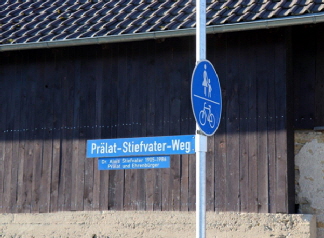 Prälat-Stiefvater-Weg
Dr. Alois Stiefvater 1905-1986
Prälat und Ehrenbürger